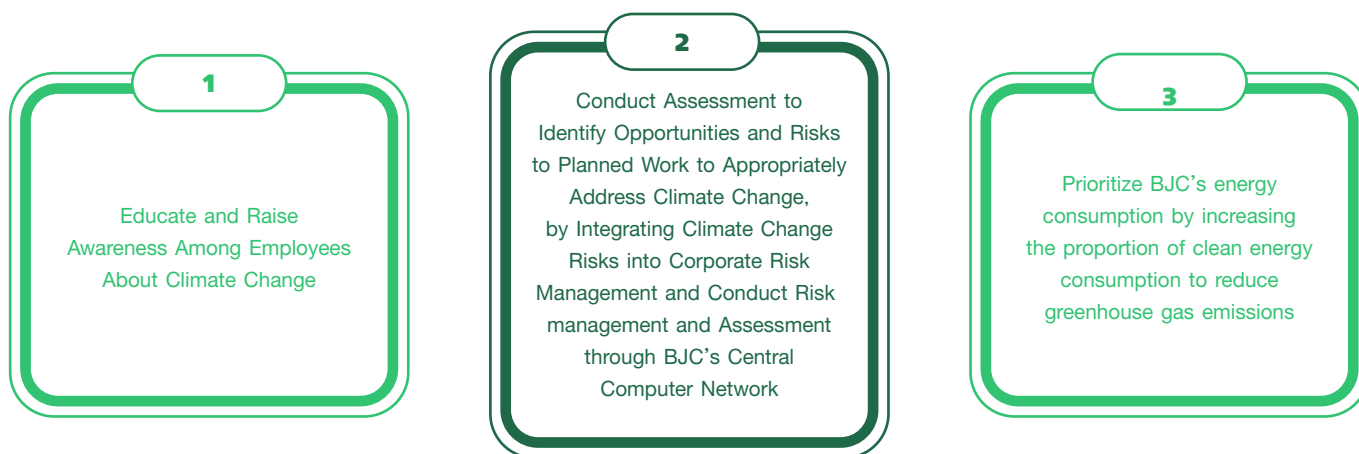 1
Educate and Raise
Awareness Among Employees
About Climate Change
2
Conduct Assessment to
Identify Opportunities and Risks
to Planned Work to Appropriately
Address Climate Change,
by Integrating Climate Change
Risks into Corporate Risk
Management and Conduct Risk
management and Assessment
through BJC’s Central
Computer Network
3
Prioritize BJC’s energy
consumption by increasing
the proportion of clean energy
consumption to reduce
greenhouse gas emissions